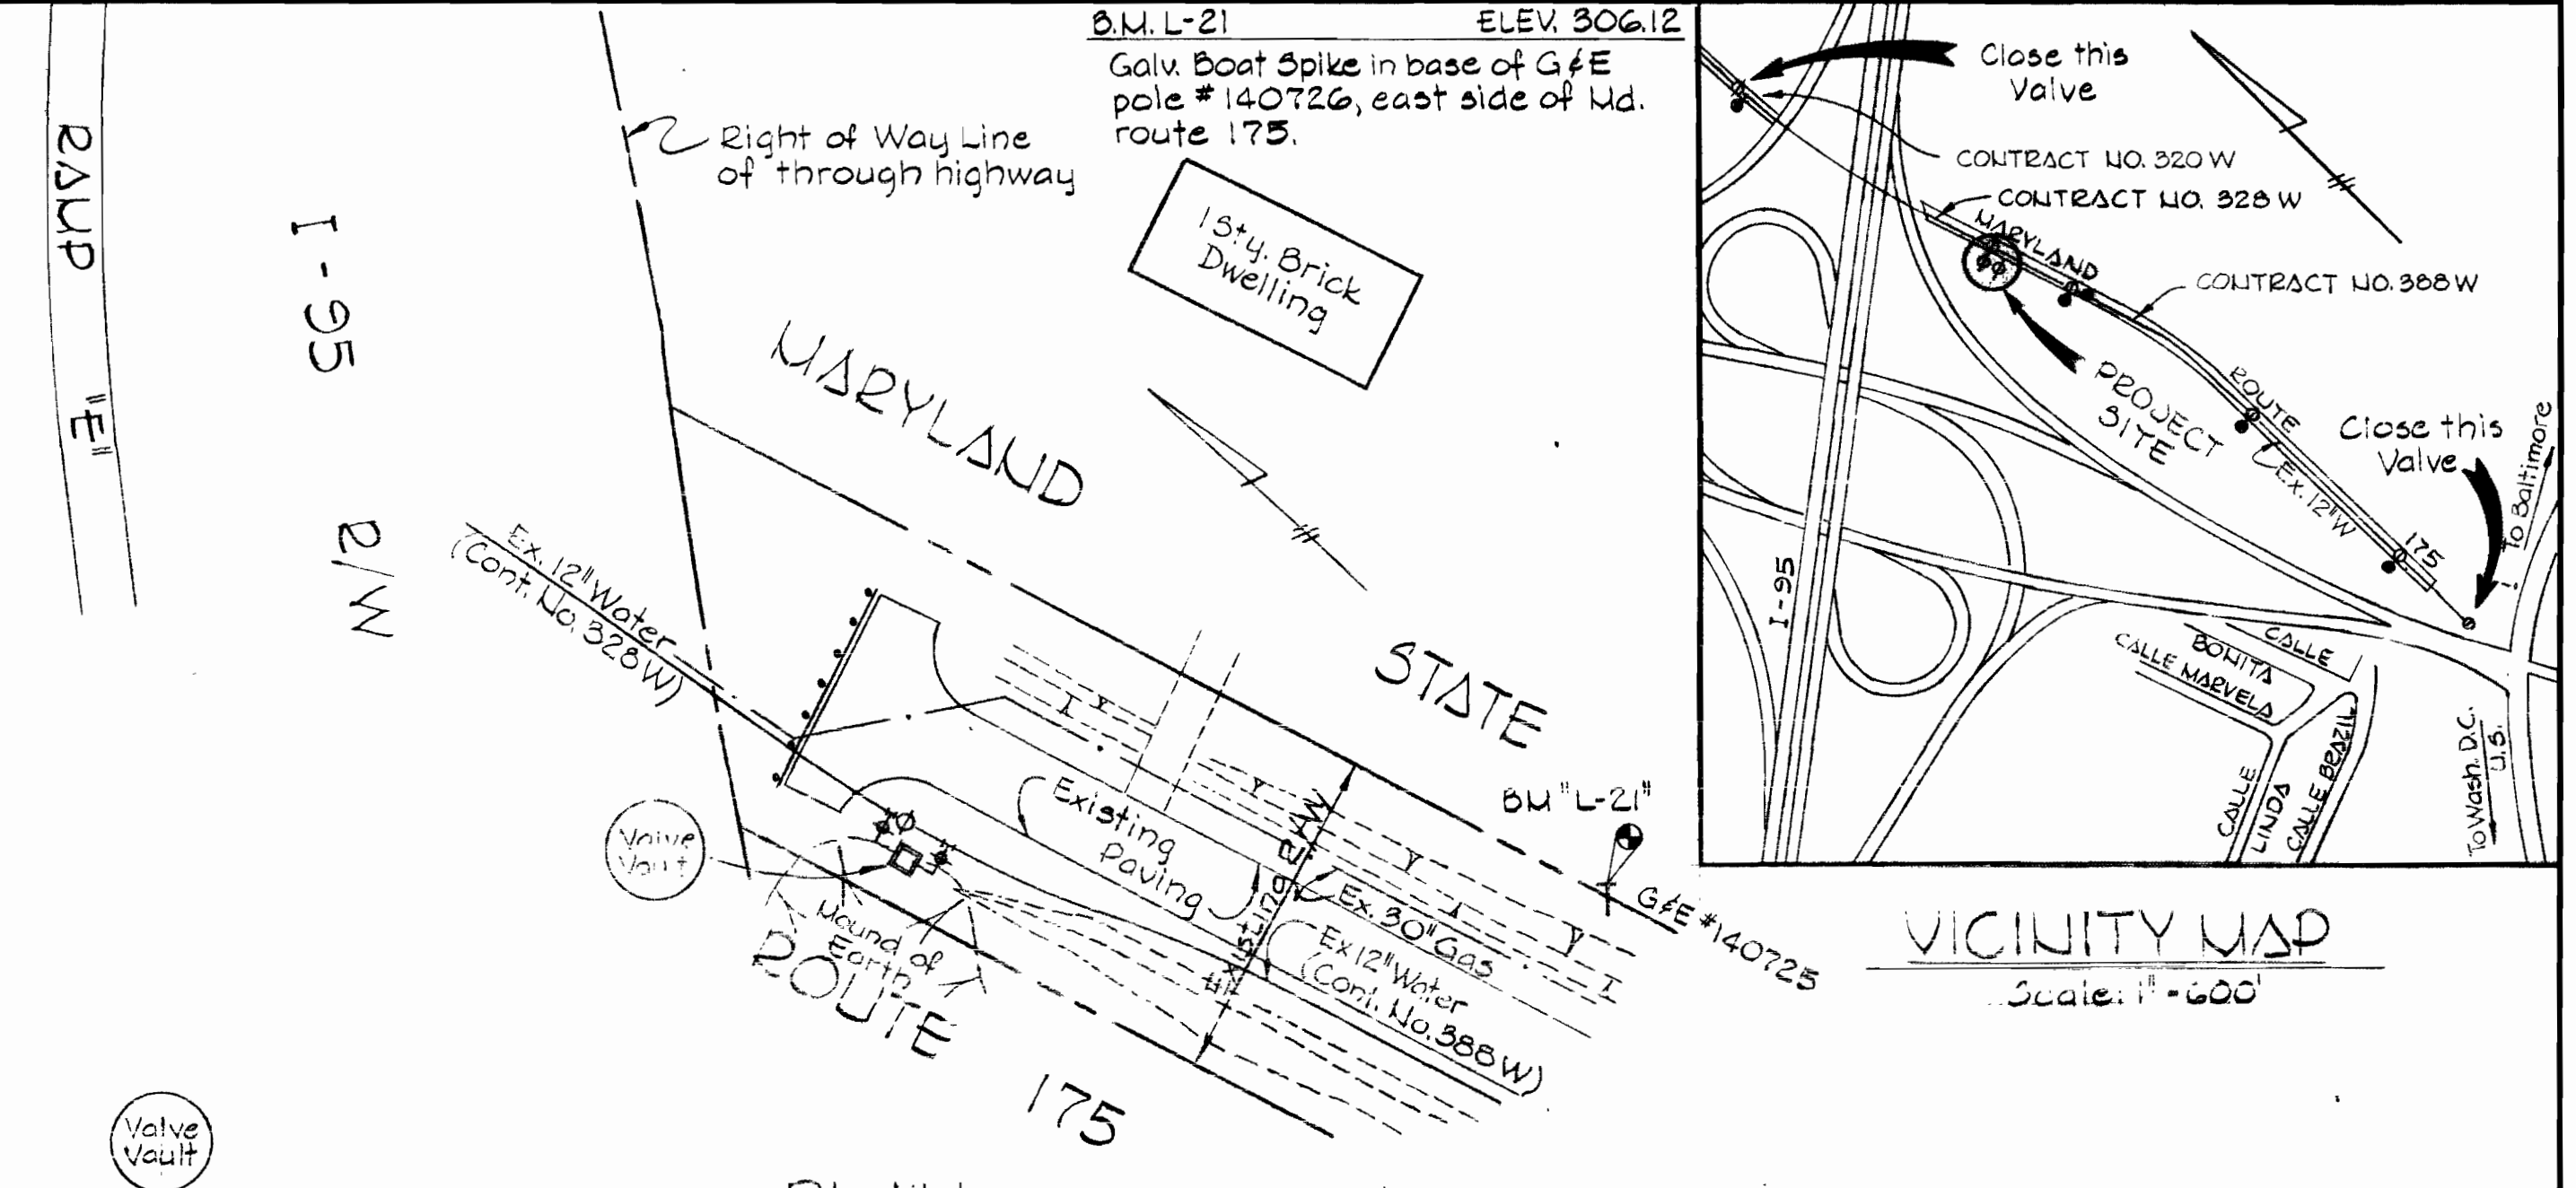 B.M. L-21 ELEV. 306.12
Galv. Boat Spike in base of G&E
pole #140726, east side of Md.
route 175.
Right of Way Line
of through highway
1 Sty. Brick
Dwelling
RAMP "E"
I-95 R/W
MARYLAND STATE
ROUTE 175
Ex. 12" Water
(Cont. No. 328 W)
Valve
Vault
Mound of
Earth
Existing
Paving
Existing R/W
Ex. 30" Gas
Ex 12" Water
(Cont. No. 388 W)
BM "L-21"
G&E #140725
Valve
Vault
Close this
Valve
CONTRACT NO. 320 W
CONTRACT NO. 328 W
MARYLAND
CONTRACT NO. 388 W
PROJECT
SITE
ROUTE
175
Ex. 12" W
Close this
Valve
To Baltimore
I-95
CALLE
BONITA
CALLE MARVELA
CALLE
LINDA
CALLE BRAZIL
To Wash. D.C.
U.S.
VICINITY MAP
Scale: 1" = 600'